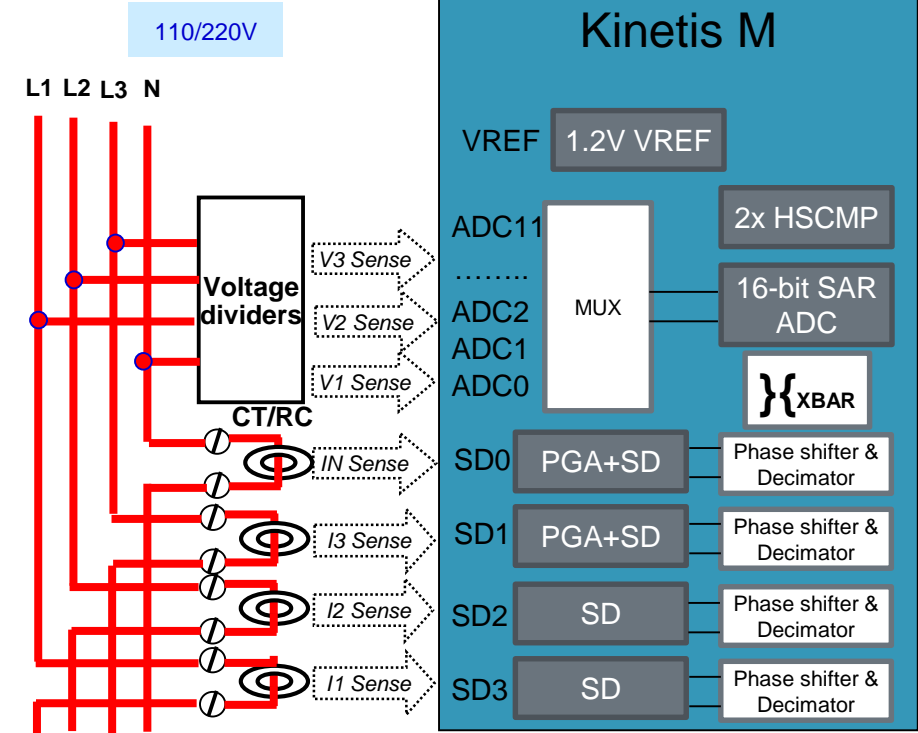 110/220V
Kinetis M
L1 L2 L3 N
VREF
1.2V VREF
2x HSCMP
ADC11
……..
ADC2
ADC1
ADC0
MUX
16-bit SAR
ADC
}{XBAR
Voltage
dividers
V3 Sense
V2 Sense
V1 Sense
CT/RC
IN Sense
SD0
PGA+SD
Phase shifter &
Decimator
I3 Sense
SD1
PGA+SD
Phase shifter &
Decimator
I2 Sense
SD2
SD
Phase shifter &
Decimator
I1 Sense
SD3
SD
Phase shifter &
Decimator